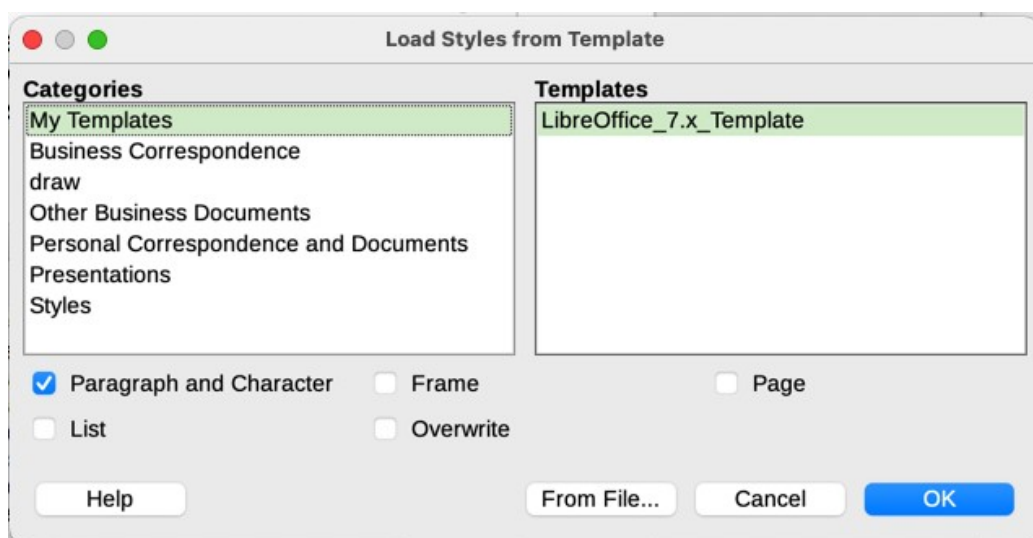 Load Styles from Template
Categories
My Templates
Business Correspondence
draw
Other Business Documents
Personal Correspondence and Documents
Presentations
Styles
Templates
LibreOffice_7.x_Template
Paragraph and Character Frame Page
List Overwrite
Help From File... Cancel OK